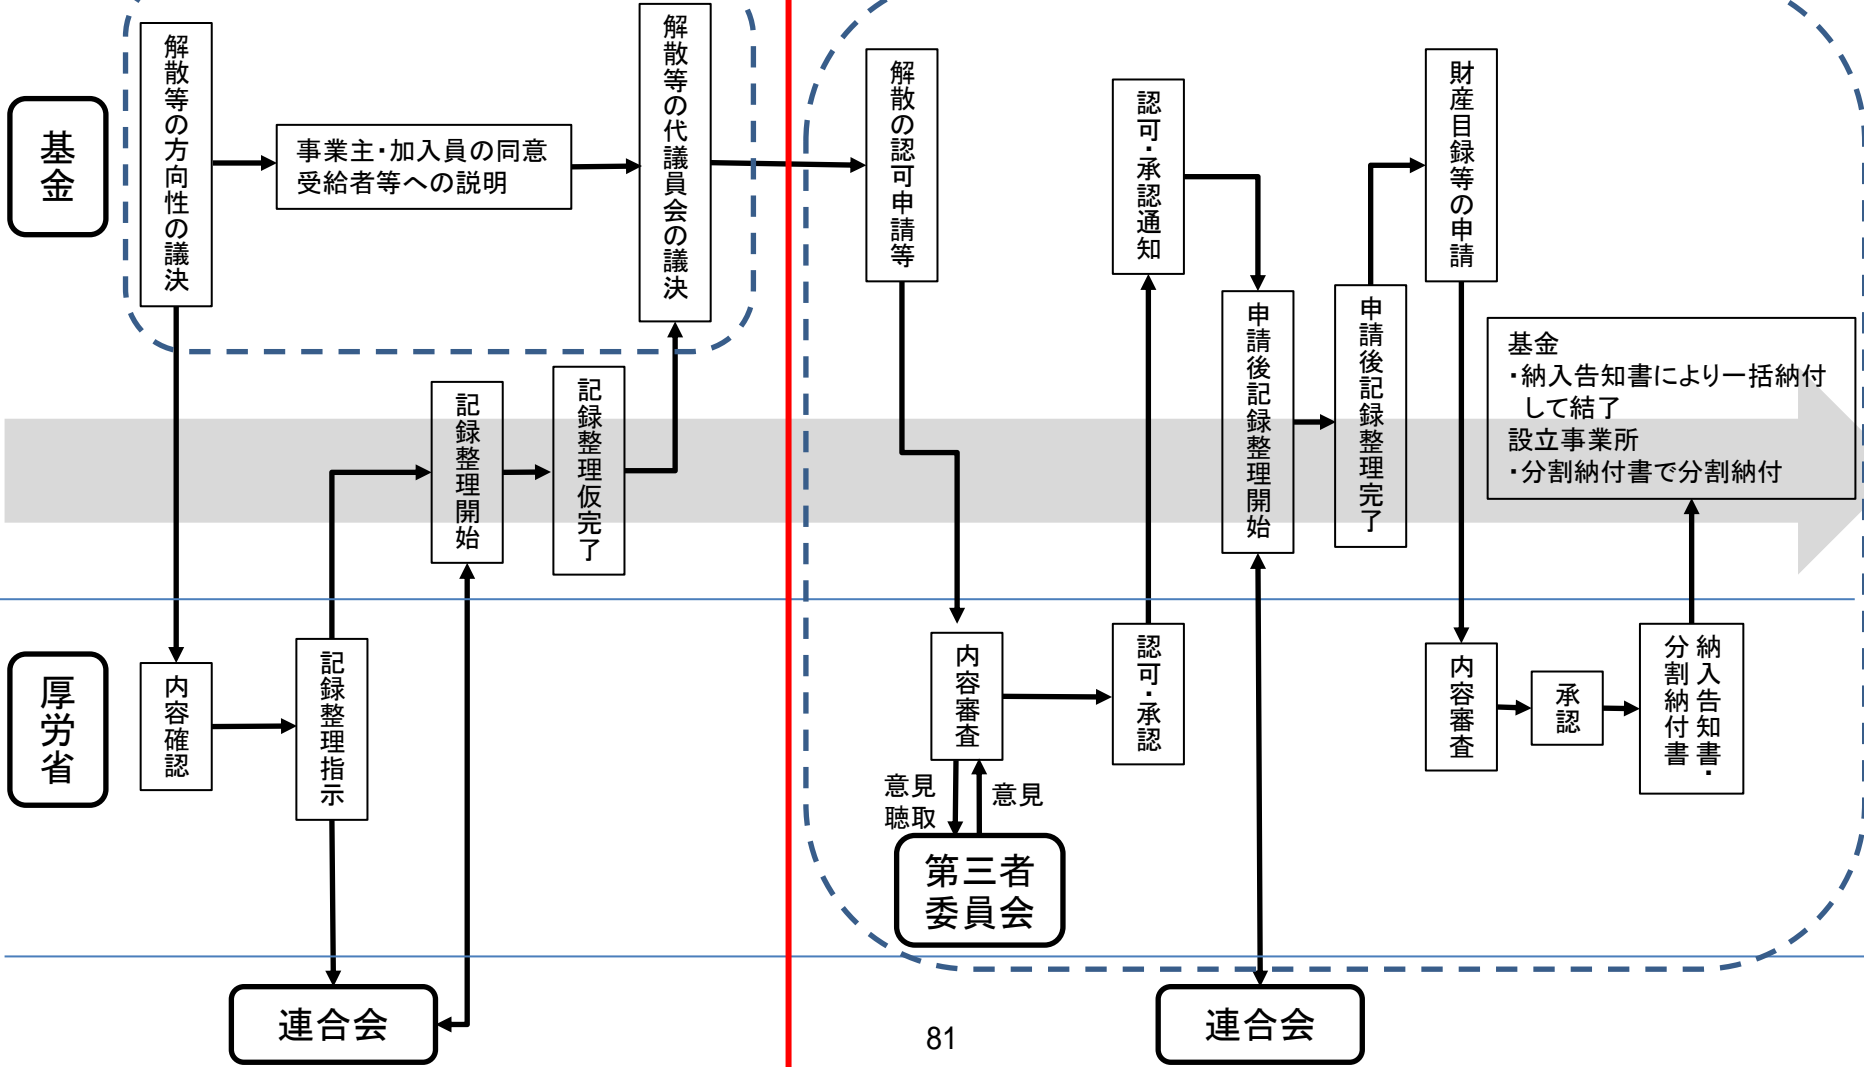 基金
解散等の方向性の議決
事業主・加入員の同意
受給者等への説明
解散等の代議員会の議決
解散の認可申請等
認可・承認通知
財産目録等の申請
記録整理開始
記録整理仮完了
申請後記録整理開始
申請後記録整理完了
基金
・納入告知書により一括納付
して結了
設立事業所
・分割納付書で分割納付
厚労省
内容確認
記録整理指示
内容審査
認可・承認
内容審査
承認
納入告知書・
分割納付書
意見
聴取
意見
第三者
委員会
連合会
連合会
81